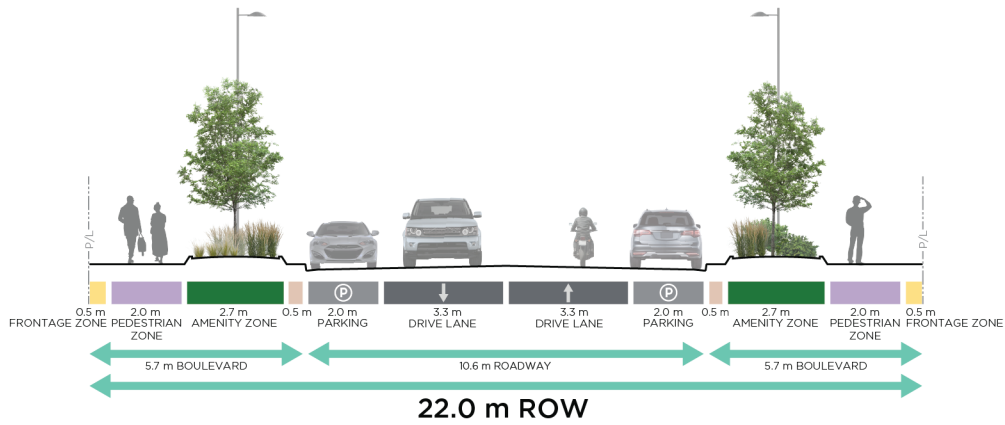 P/L
P/L
P
P
0.5 m
2.0 m
2.7 m
0.5 m
2.0 m
3.3 m
3.3 m
2.0 m
0.5 m
2.7 m
2.0 m
0.5 m
FRONTAGE ZONE
PEDESTRIAN
ZONE
AMENITY ZONE
PARKING
DRIVE LANE
DRIVE LANE
PARKING
AMENITY ZONE
PEDESTRIAN
ZONE
FRONTAGE ZONE
5.7 m BOULEVARD
10.6 m ROADWAY
5.7 m BOULEVARD
22.0 m ROW